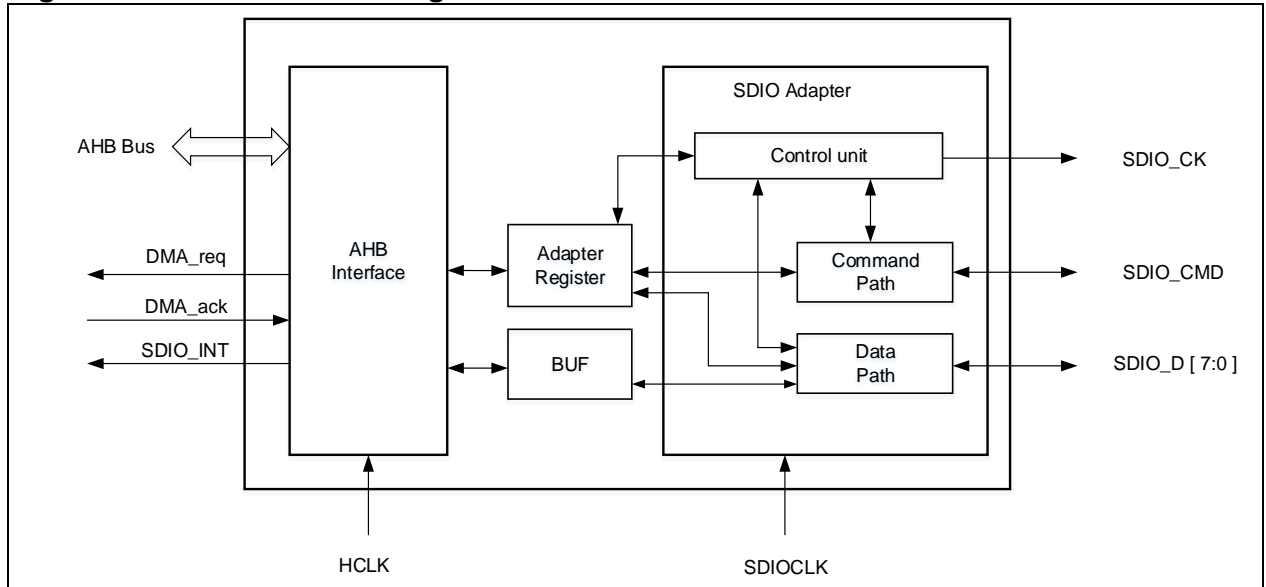 SDIO Adapter
Control unit
AHB Bus
SDIO_CK
DMA_req
AHB
Interface
Adapter
Register
Command
Path
SDIO_CMD
DMA_ack
SDIO_INT
BUF
Data
Path
SDIO_D [ 7:0 ]
HCLK
SDIOCLK